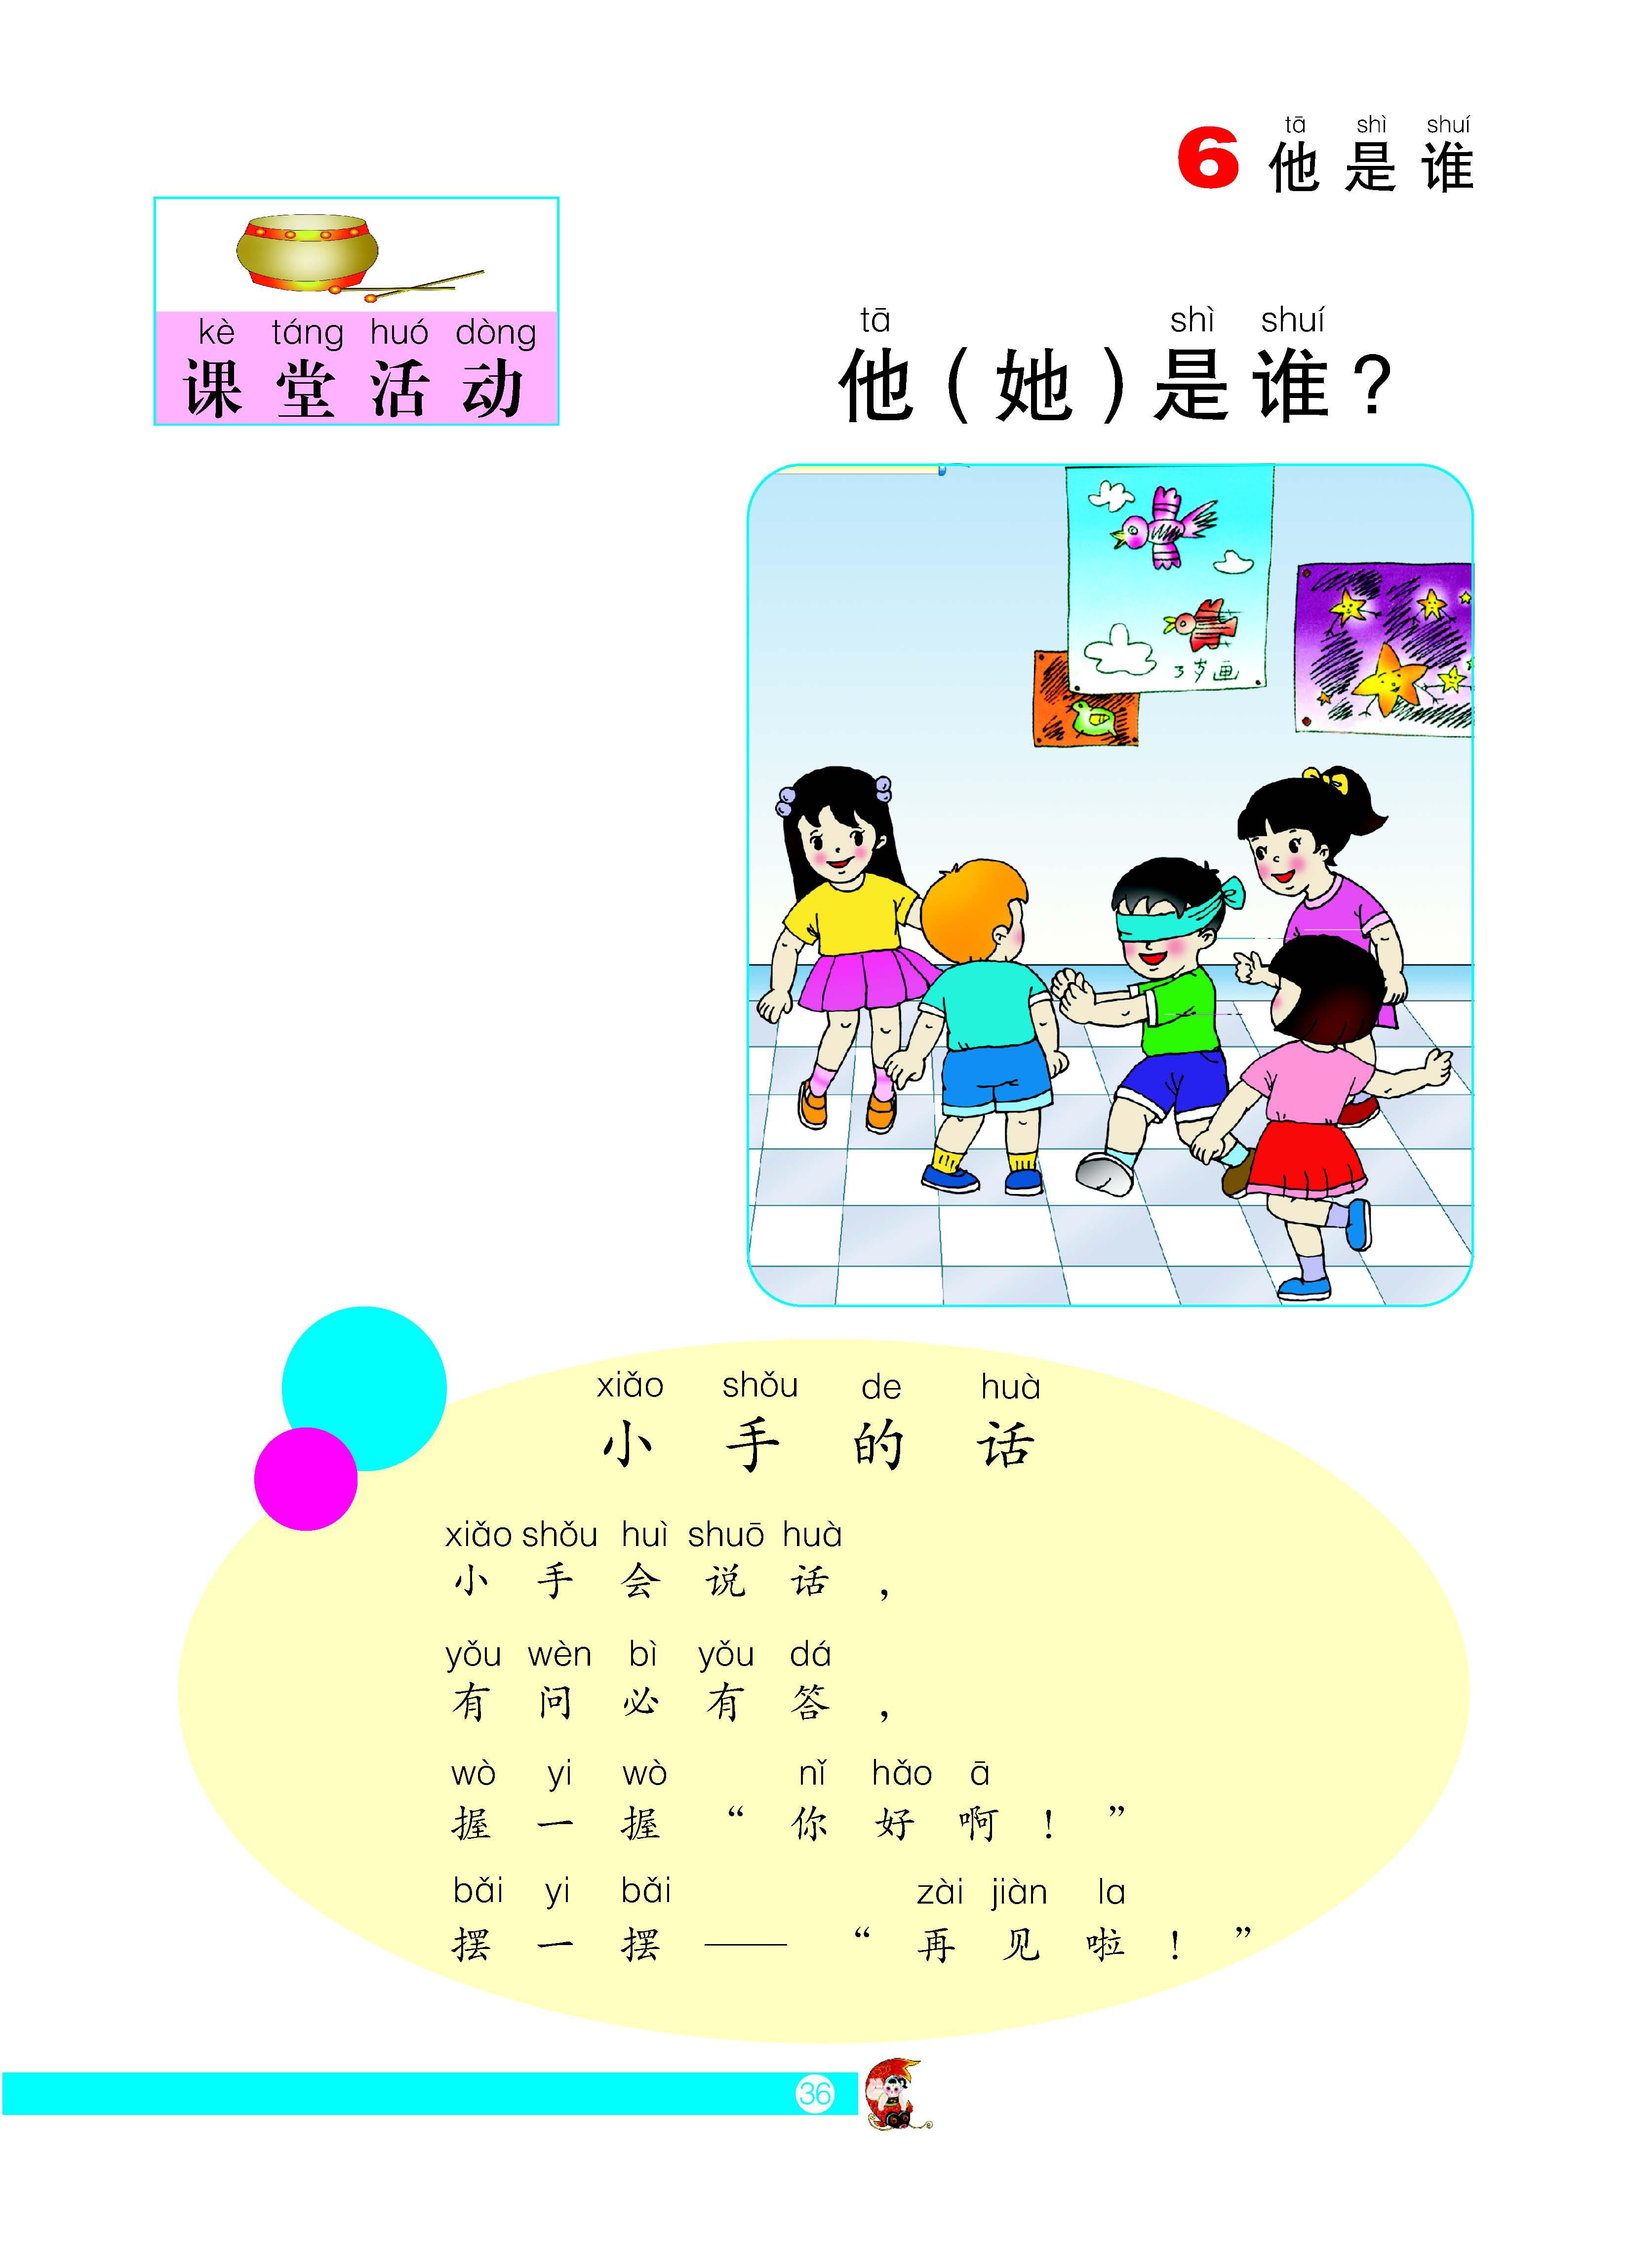 tā shì shuí
6 他是谁
kè táng huó dòng
课堂活动
tā shì shuí
他（她）是谁？
3岁画
xiǎo shǒu de huà
小手的话
xiǎo shǒu huì shuō huà
小手会说话，
yǒu wèn bì yǒu dá
有问必有答，
wò yi wò nǐ hǎo ā
握一握“你好啊！”
bǎi yi bǎi zài jiàn la
摆一摆——“再见啦！”
36